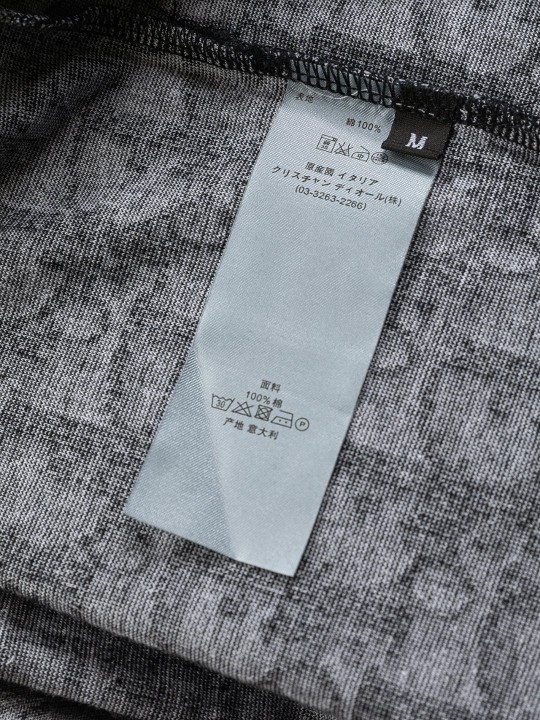 表地
綿100%
M
原産国 イタリア
クリスチャン ディオール(株)
(03-3263-2266)
面料
100%棉
30
P
产地 意大利